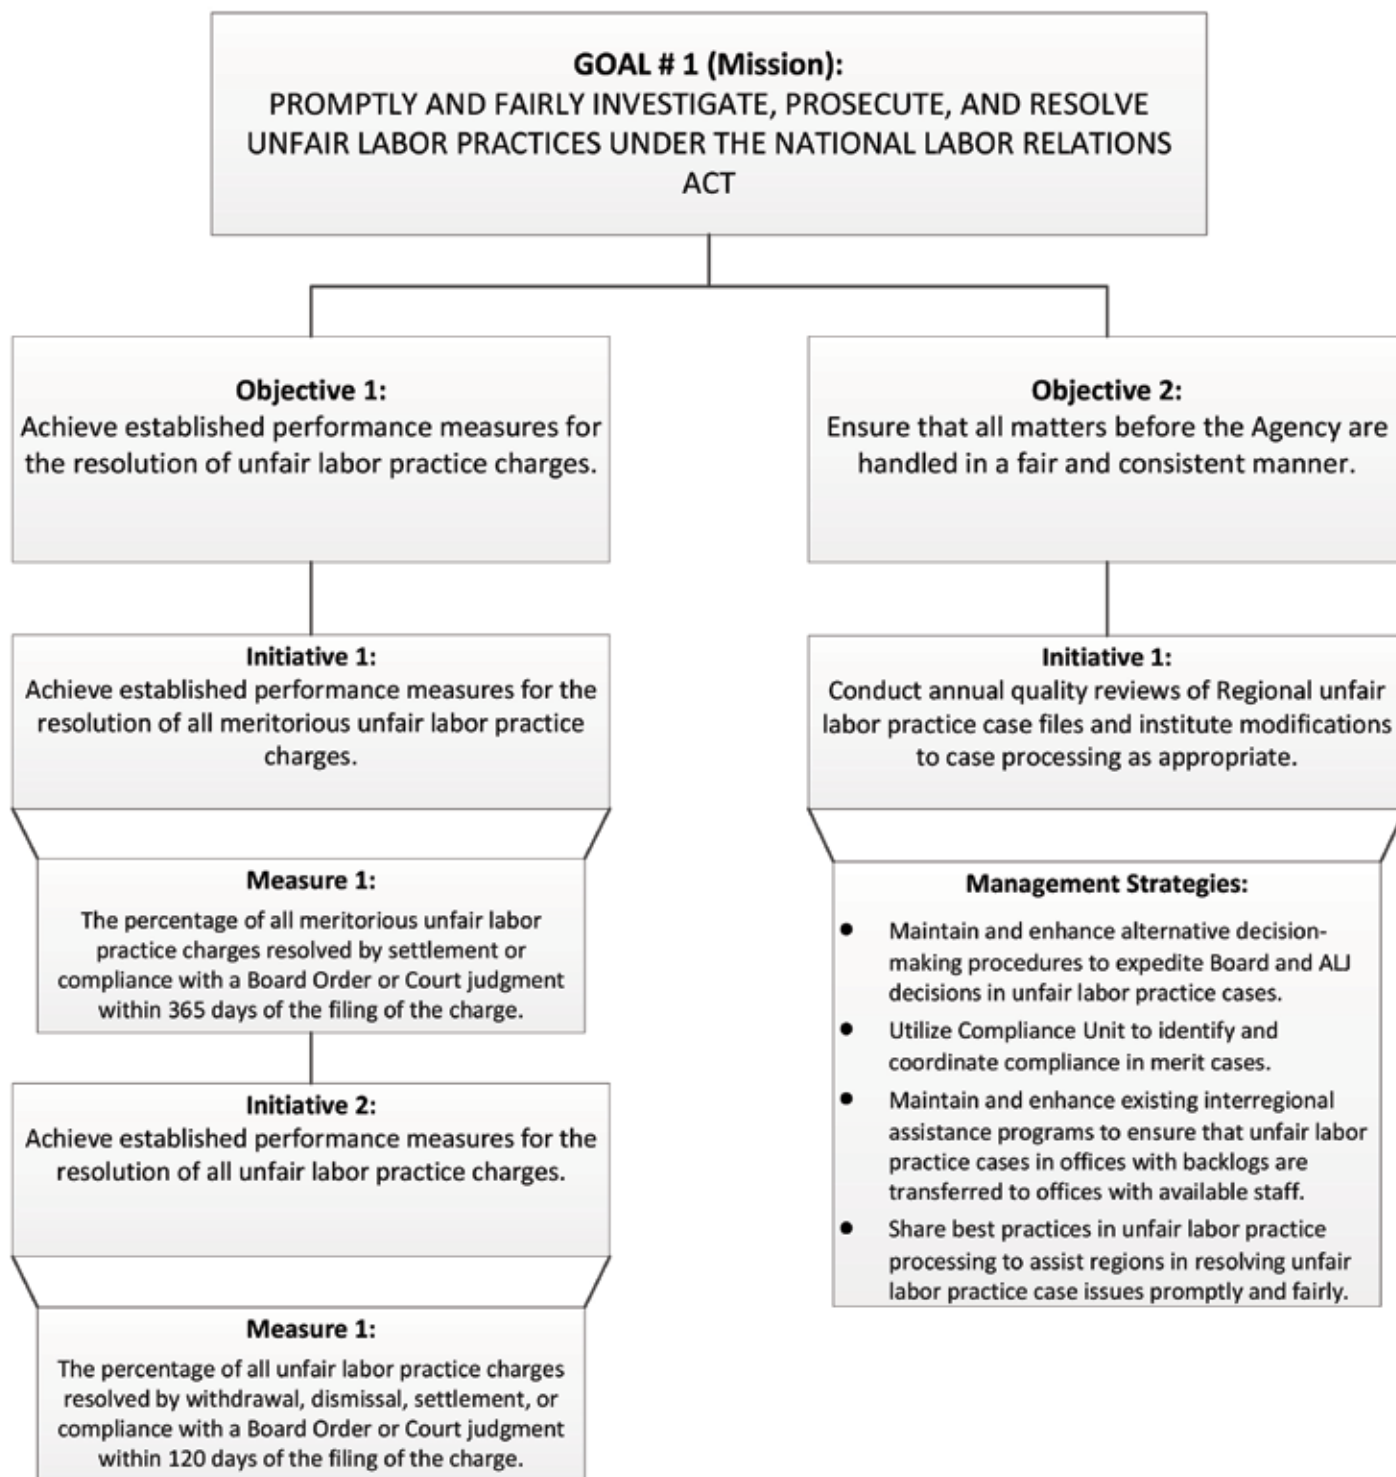 GOAL # 1 (Mission):
PROMPTLY AND FAIRLY INVESTIGATE, PROSECUTE, AND RESOLVE
UNFAIR LABOR PRACTICES UNDER THE NATIONAL LABOR RELATIONS
ACT
Objective 1:
Achieve established performance measures for
the resolution of unfair labor practice charges.
Initiative 1:
Achieve established performance measures for the
resolution of all meritorious unfair labor practice
charges.
Measure 1:
The percentage of all meritorious unfair labor
practice charges resolved by settlement or
compliance with a Board Order or Court judgment
within 365 days of the filing of the charge.
Initiative 2:
Achieve established performance measures for the
resolution of all unfair labor practice charges.
Measure 1:
The percentage of all unfair labor practice charges
resolved by withdrawal, dismissal, settlement, or
compliance with a Board Order or Court judgment
within 120 days of the filing of the charge.
Objective 2:
Ensure that all matters before the Agency are
handled in a fair and consistent manner.
Initiative 1:
Conduct annual quality reviews of Regional unfair
labor practice case files and institute modifications
to case processing as appropriate.
Management Strategies:
● Maintain and enhance alternative decision-
making procedures to expedite Board and ALJ
decisions in unfair labor practice cases.
● Utilize Compliance Unit to identify and
coordinate compliance in merit cases.
● Maintain and enhance existing interregional
assistance programs to ensure that unfair labor
practice cases in offices with backlogs are
transferred to offices with available staff.
● Share best practices in unfair labor practice
processing to assist regions in resolving unfair
labor practice case issues promptly and fairly.